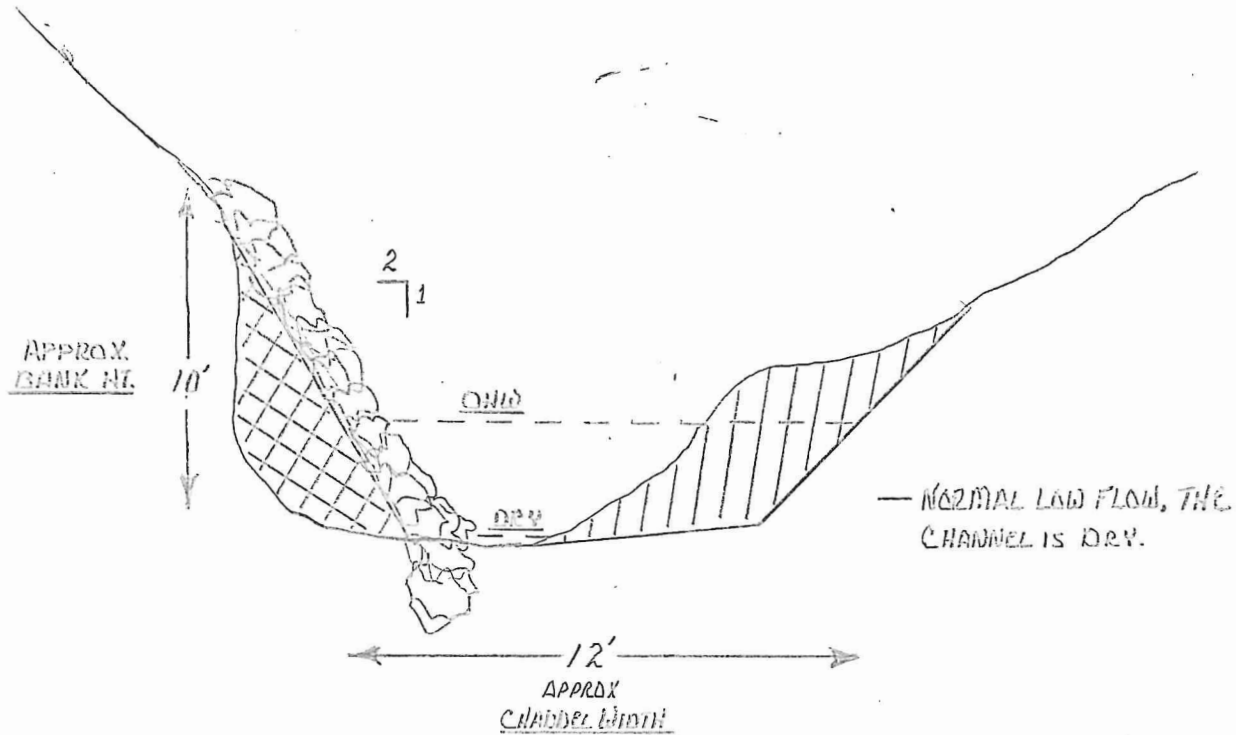 2
1
APPROX.
BANK HT. 10'
OHW
DRY
— NORMAL LOW FLOW, THE
CHANNEL IS DRY.
12'
APPROX
CHANNEL WIDTH